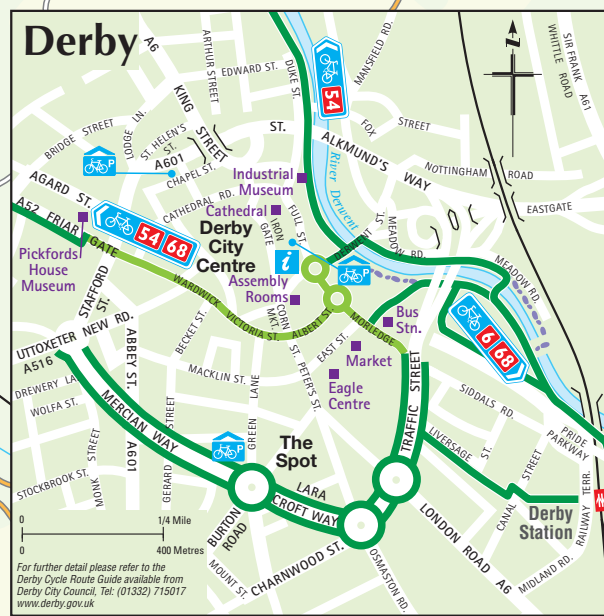 Derby
A6
ARTHUR STREET
EDWARD ST.
DUKE ST.
54
MANSFIELD RD.
N
SIR FRANK
WHITTLE ROAD
A61
KING
STREET
BRIDGE STREET
LODGE LN.
ST. HELEN'S
ST.
A601
P
CHAPEL ST.
ST.
ALKMUND'S WAY
FOX
STREET
River Derwent
NOTTINGHAM
ROAD
EASTGATE
Industrial
Museum
AGARD ST.
A52 FRIAR
GATE
54 68
CATHEDRAL RD.
Cathedral
Derby
City
Centre
IRON
GATE
FULL ST.
i
P
DERWENT ST.
MEADOW RD.
MEADOW RD.
Pickfords
House
Museum
STAFFORD
ST.
WARDWICK
VICTORIA ST.
ALBERT ST.
MORLEDGE
Assembly
Rooms
CORN
MKT.
Bus
Stn.
6 68
UTTOXETER NEW RD.
A516
BECKET ST.
ST. PETER'S ST.
EAST ST.
Market
Eagle
Centre
TRAFFIC STREET
DREWERY LA.
WOLFA ST.
ABBEY ST.
A601
MACKLIN ST.
GREEN LANE
SIDDALS RD.
LIVERSAGE
ST.
PRIDE
PARKWAY
MERCIAN WAY
MONK STREET
GERARD STREET
P
The
Spot
STOCKBROOK ST.
LARA
CROFT WAY
CANAL STREET
Derby
Station
RAILWAY TERR.
BURTON
ROAD
MOUNT ST.
CHARNWOOD ST.
OSMASTON RD.
LONDON ROAD A6
MIDLAND RD.
0 1/4 Mile
0 400 Metres
For further detail please refer to the
Derby Cycle Route Guide available from
Derby City Council, Tel: (01332) 715017
www.derby.gov.uk